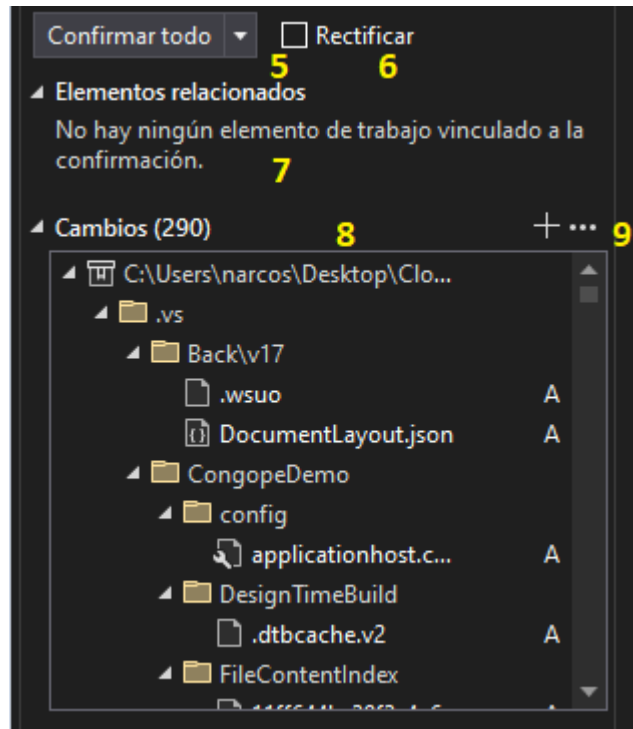 Confirmar todo Rectificar
5 6
Elementos relacionados
No hay ningún elemento de trabajo vinculado a la
confirmación. 7
Cambios (290) 8 9
C:\Users\narcos\Desktop\Clo...
.vs
Back\v17
.wsuo A
DocumentLayout.json A
CongopeDemo
config
applicationhost.c... A
DesignTimeBuild
.dtbcache.v2 A
FileContentIndex